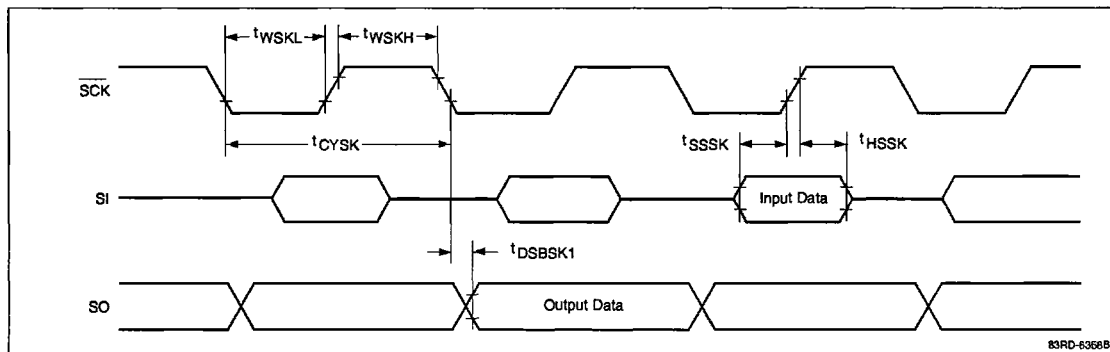 tWSKL
tWSKH
SCK
tCYSK
tSSSK
tHSSK
SI
Input Data
tDSBSK1
SO
Output Data
83RD-6356B